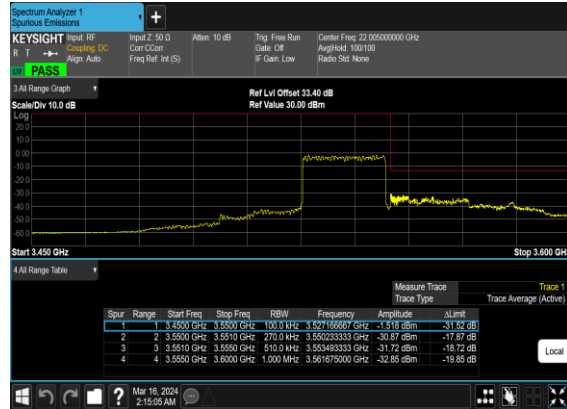 Spectrum Analyzer 1
Spurious Emissions
+
KEYSIGHT Input: RF Input Z: 50 Ω Atten: 10 dB Trig: Free Run Center Freq: 22.005000000 GHz
R T Coupling: DC Corr CCorr Gate: Off Avg|Hold: 100/100
Align: Auto Freq Ref: Int (S) IF Gain: Low Radio Std: None
PASS
3 All Range Graph
Ref Lvl Offset 33.40 dB
Scale/Div 10.0 dB Ref Value 30.00 dBm
Log
20.0
10.0
0.00
-10.0
-20.0
-30.0
-40.0
-50.0
-60.0
Start 3.450 GHz Stop 3.600 GHz
4 All Range Table
Measure Trace Trace 1
Trace Type Trace Average (Active)
Spur Range Start Freq Stop Freq RBW Frequency Amplitude ΔLimit
1 1 3.4500 GHz 3.5500 GHz 100.0 kHz 3.527166667 GHz -1.518 dBm -31.52 dB
2 2 3.5500 GHz 3.5510 GHz 270.0 kHz 3.550233333 GHz -30.87 dBm -17.87 dB
3 3 3.5510 GHz 3.5550 GHz 510.0 kHz 3.553493333 GHz -31.72 dBm -18.72 dB
4 4 3.5550 GHz 3.6000 GHz 1.000 MHz 3.561675000 GHz -32.85 dBm -19.85 dB
Local
? Mar 16, 2024
2:15:05 AM